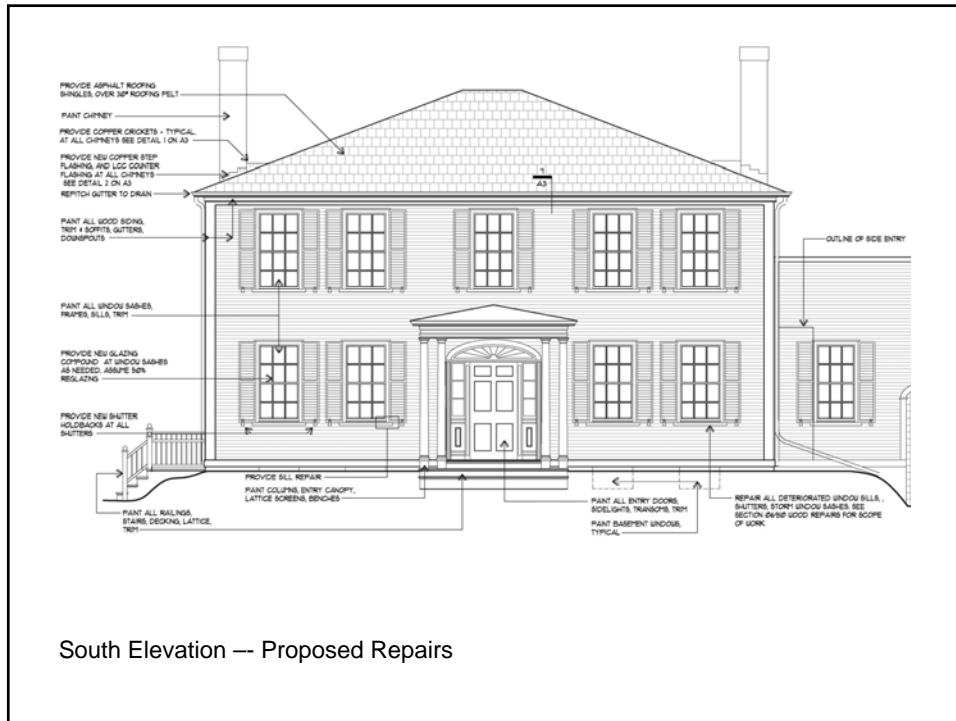 PROVIDE ASPHALT ROOFING
SHINGLES, OVER 30# ROOFING FELT
PAINT CHIMNEY
PROVIDE COPPER CRICKETS - TYPICAL
AT ALL CHIMNEYS SEE DETAIL 1 ON A3
PROVIDE NEW COPPER STEP
FLASHING, AND LCC COUNTER
FLASHING AT ALL CHIMNEYS
SEE DETAIL 2 ON A3
REPITCH GUTTER TO DRAIN
1
A3
PAINT ALL WOOD SIDING,
TRIM & SOFFITS, GUTTERS,
DOWNSPOUTS
OUTLINE OF SIDE ENTRY
PAINT ALL WINDOW SASHES,
FRAMES, SILLS, TRIM
PROVIDE NEW GLAZING
COMPOUND AT WINDOW SASHES
AS NEEDED, ASSUME 50%
REGLAZING
PROVIDE NEW SHUTTER
HOLDBACKS AT ALL
SHUTTERS
PROVIDE SILL REPAIR
PAINT COLUMNS, ENTRY CANOPY,
LATTICE SCREENS, BENCHES
PAINT ALL RAILINGS,
STAIRS, DECKING, LATTICE,
TRIM
PAINT ALL ENTRY DOORS,
SIDELIGHTS, TRANSOMS, TRIM
PAINT BASEMENT WINDOWS,
TYPICAL
REPAIR ALL DETERIORATED WINDOW SILLS, ,
SHUTTERS, STORM WINDOW SASHES. SEE
SECTION WOOD REPAIRS FOR SCOPE
OF WORK
South Elevation –- Proposed Repairs